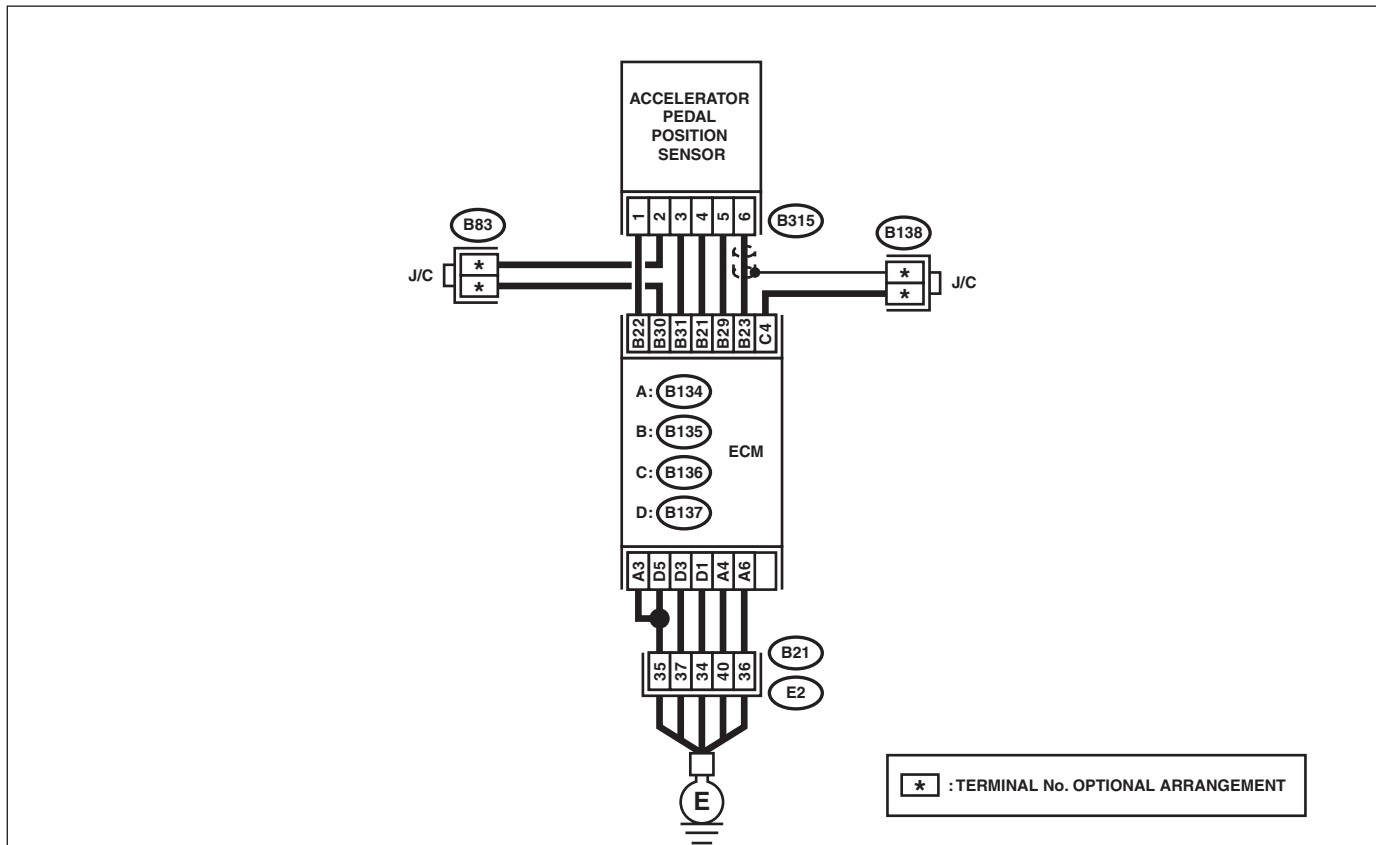 ACCELERATOR
PEDAL
POSITION
SENSOR
1 2 3 4 5 6
B315
B83
B138
J/C
*
*
*
*
J/C
B22 B30 B31 B21 B29 B23 C4
A: B134
B: B135
ECM
C: B136
D: B137
A3 D5 D3 D1 A4 A6
35 37 34 40 36
B21
E2
E
* : TERMINAL No. OPTIONAL ARRANGEMENT